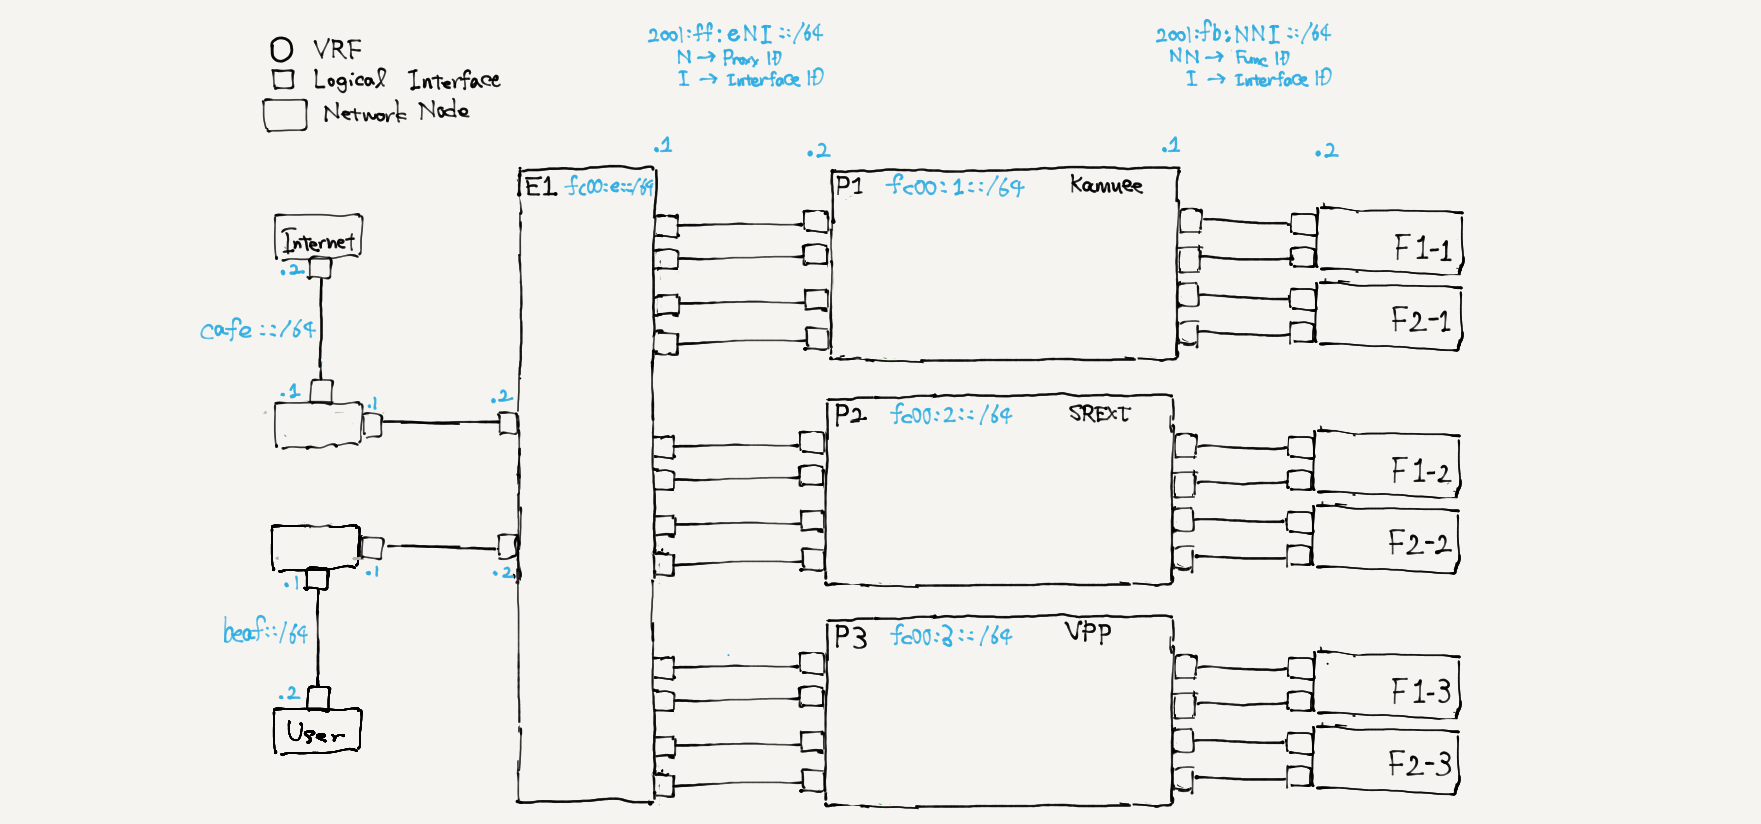 VRF
Logical Interface
Network Node
2001:ff:eNI::/64
N→Proxy ID
I → Interface ID
2001:fb:NNI::/64
NN→ Func ID
I → Interface ID
.1
.2
.1
.2
E1 fc00:e::/64
P1 fc00:1::/64 Kamuee
F1-1
F2-1
Internet
.2
cafe::/64
.1
.1
.2
P2 fc00:2::/64 SRExt
F1-2
F2-2
.1
.1
.2
beaf::/64
.2
User
P3 fc00:3::/64 VPP
F1-3
F2-3